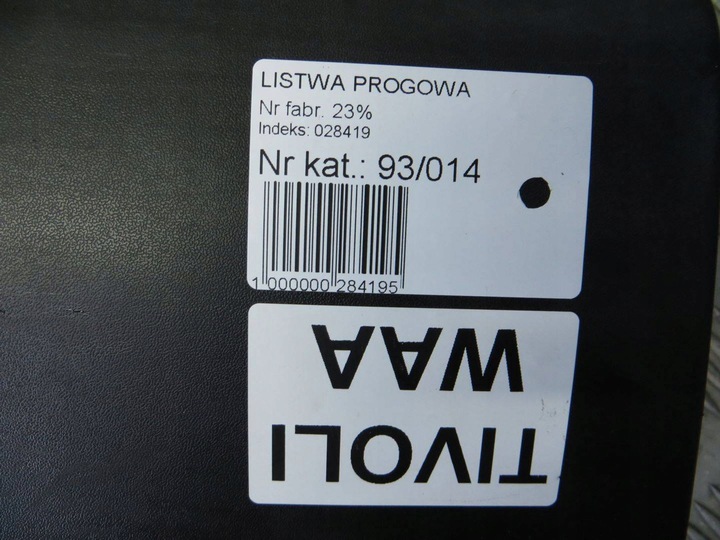 LISTWA PROGOWA
Nr fabr. 23%
Indeks: 028419
Nr kat.: 93/014
1 000000 284195
TIVOLI
WAA